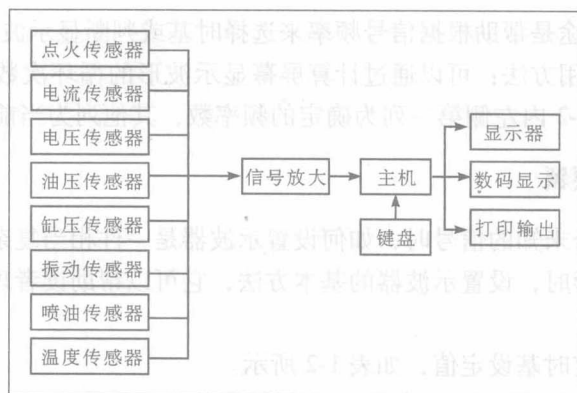 点火传感器
电流传感器
电压传感器
油压传感器
缸压传感器
振动传感器
喷油传感器
温度传感器
信号放大
主机
键盘
显示器
数码显示
打印输出